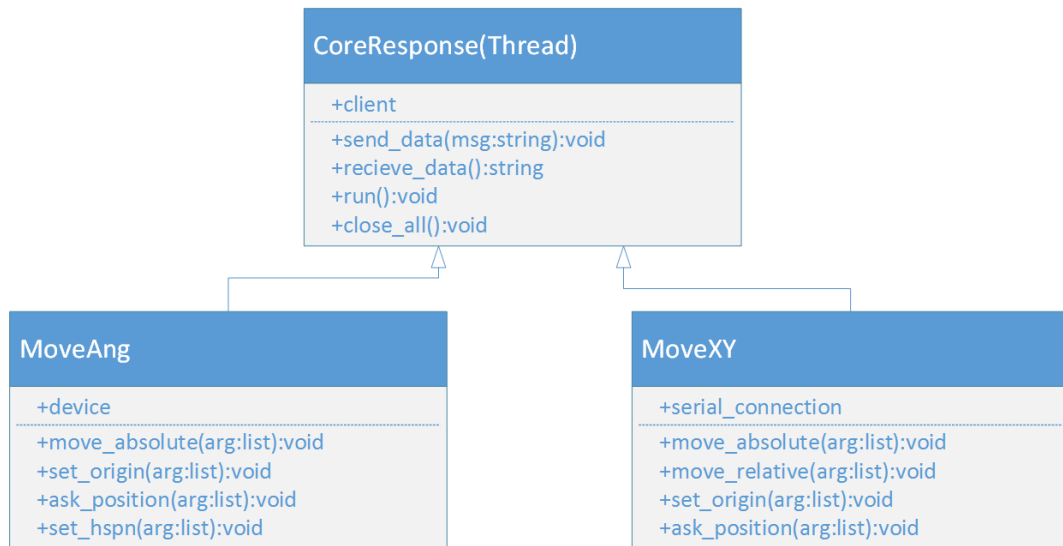 CoreResponse(Thread)
+client
+send_data(msg:string):void
+recieve_data():string
+run():void
+close_all():void
MoveAng
+device
+move_absolute(arg:list):void
+set_origin(arg:list):void
+ask_position(arg:list):void
+set_hspn(arg:list):void
MoveXY
+serial_connection
+move_absolute(arg:list):void
+move_relative(arg:list):void
+set_origin(arg:list):void
+ask_position(arg:list):void